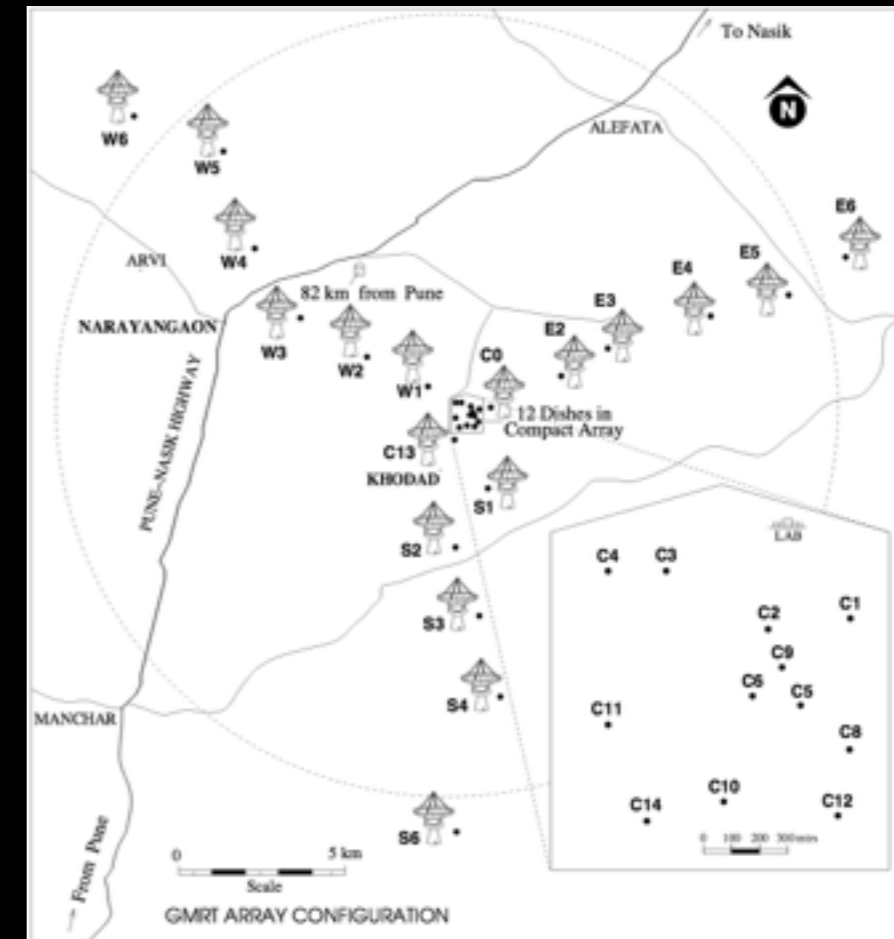 To Nasik
N
ALEFATA
W6
W5
W4
ARVI
E6
E5
E4
E3
E2
82 km from Pune
NARAYANGAON
W3
W2
W1
C0
12 Dishes in
Compact Array
C13
KHODAD
PUNE-NASIK HIGHWAY
S1
S2
S3
S4
S6
MANCHAR
From Pune
LAB
C4
C3
C2
C1
C9
C6
C5
C11
C8
C10
C14
C12
0 100 200 300 mtrs
0 5 km
Scale
GMRT ARRAY CONFIGURATION